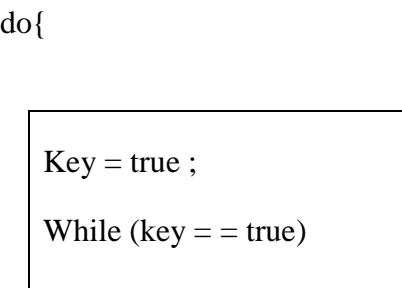 do{
Key = true ;
While (key = = true)